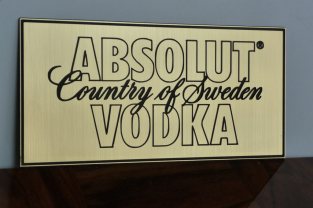 ABSOLUT®
Country of Sweden
VODKA